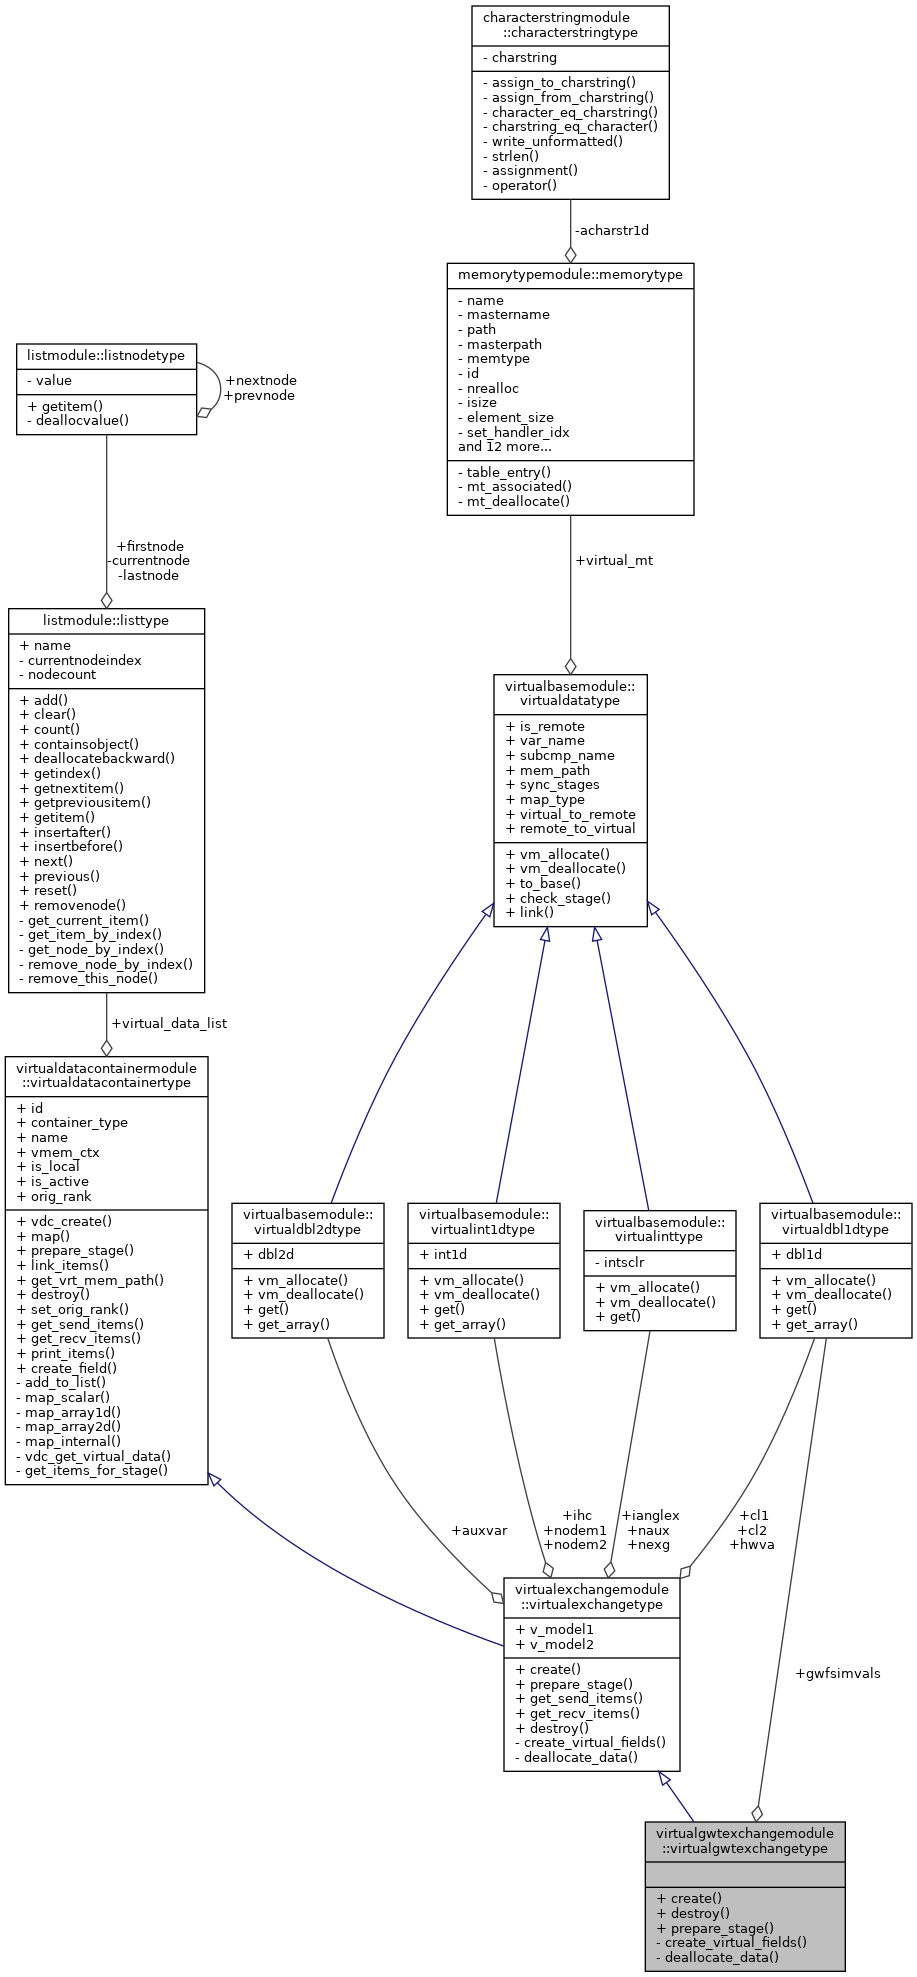 characterstringmodule
::characterstringtype
- charstring
- assign_to_charstring()
- assign_from_charstring()
- character_eq_charstring()
- charstring_eq_character()
- write_unformatted()
- strlen()
- assignment()
- operator()
-acharstr1d
memorytypemodule::memorytype
- name
- mastername
- path
- masterpath
- memtype
- id
- nrealloc
- isize
- element_size
- set_handler_idx
and 12 more...
- table_entry()
- mt_associated()
- mt_deallocate()
listmodule::listnodetype
- value
+ getitem()
- deallocvalue()
+nextnode
+prevnode
+firstnode
-currentnode
-lastnode
+virtual_mt
listmodule::listtype
+ name
- currentnodeindex
- nodecount
+ add()
+ clear()
+ count()
+ containsobject()
+ deallocatebackward()
+ getindex()
+ getnextitem()
+ getpreviousitem()
+ getitem()
+ insertafter()
+ insertbefore()
+ next()
+ previous()
+ reset()
+ removenode()
- get_current_item()
- get_item_by_index()
- get_node_by_index()
- remove_node_by_index()
- remove_this_node()
virtualbasemodule::
virtualdatatype
+ is_remote
+ var_name
+ subcmp_name
+ mem_path
+ sync_stages
+ map_type
+ virtual_to_remote
+ remote_to_virtual
+ vm_allocate()
+ vm_deallocate()
+ to_base()
+ check_stage()
+ link()
+virtual_data_list
virtualdatacontainermodule
::virtualdatacontainertype
+ id
+ container_type
+ name
+ vmem_ctx
+ is_local
+ is_active
+ orig_rank
+ vdc_create()
+ map()
+ prepare_stage()
+ link_items()
+ get_vrt_mem_path()
+ destroy()
+ set_orig_rank()
+ get_send_items()
+ get_recv_items()
+ print_items()
+ create_field()
- add_to_list()
- map_scalar()
- map_array1d()
- map_array2d()
- map_internal()
- vdc_get_virtual_data()
- get_items_for_stage()
virtualbasemodule::
virtualdbl2dtype
+ dbl2d
+ vm_allocate()
+ vm_deallocate()
+ get()
+ get_array()
virtualbasemodule::
virtualint1dtype
+ int1d
+ vm_allocate()
+ vm_deallocate()
+ get()
+ get_array()
virtualbasemodule::
virtualinttype
- intsclr
+ vm_allocate()
+ vm_deallocate()
+ get()
virtualbasemodule::
virtualdbl1dtype
+ dbl1d
+ vm_allocate()
+ vm_deallocate()
+ get()
+ get_array()
+auxvar
+ihc
+nodem1
+nodem2
+ianglex
+naux
+nexg
+cl1
+cl2
+hwva
virtualexchangemodule
::virtualexchangetype
+ v_model1
+ v_model2
+ create()
+ prepare_stage()
+ get_send_items()
+ get_recv_items()
+ destroy()
- create_virtual_fields()
- deallocate_data()
+gwfsimvals
virtualgwtexchangemodule
::virtualgwtexchangetype
+ create()
+ destroy()
+ prepare_stage()
- create_virtual_fields()
- deallocate_data()